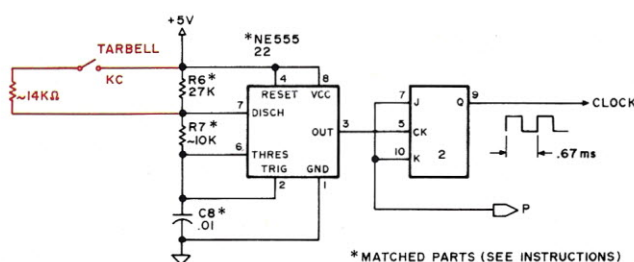 +5V
TARBELL
KC
~14KΩ
*NE555
22
R6*
27K
4
8
RESET
VCC
7
DISCH
R7*
~10K
OUT
3
6
THRES
TRIG
GND
2
1
C8*
.01
7
J
Q
9
CLOCK
5
CK
10
K
2
.67ms
P
*MATCHED PARTS (SEE INSTRUCTIONS)